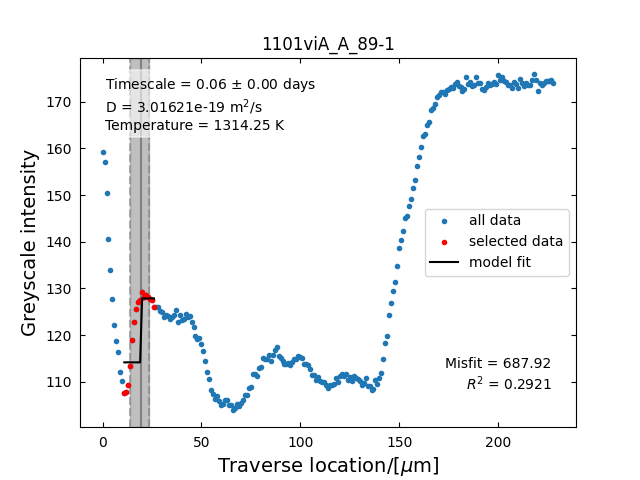 1101viA_A_89-1
Timescale = 0.06 ± 0.00 days
D = 3.01621e-19 m²/s
Temperature = 1314.25 K
Greyscale intensity
170
160
150
140
130
120
110
all data
selected data
model fit
Misfit = 687.92
R² = 0.2921
0 50 100 150 200
Traverse location/[μm]